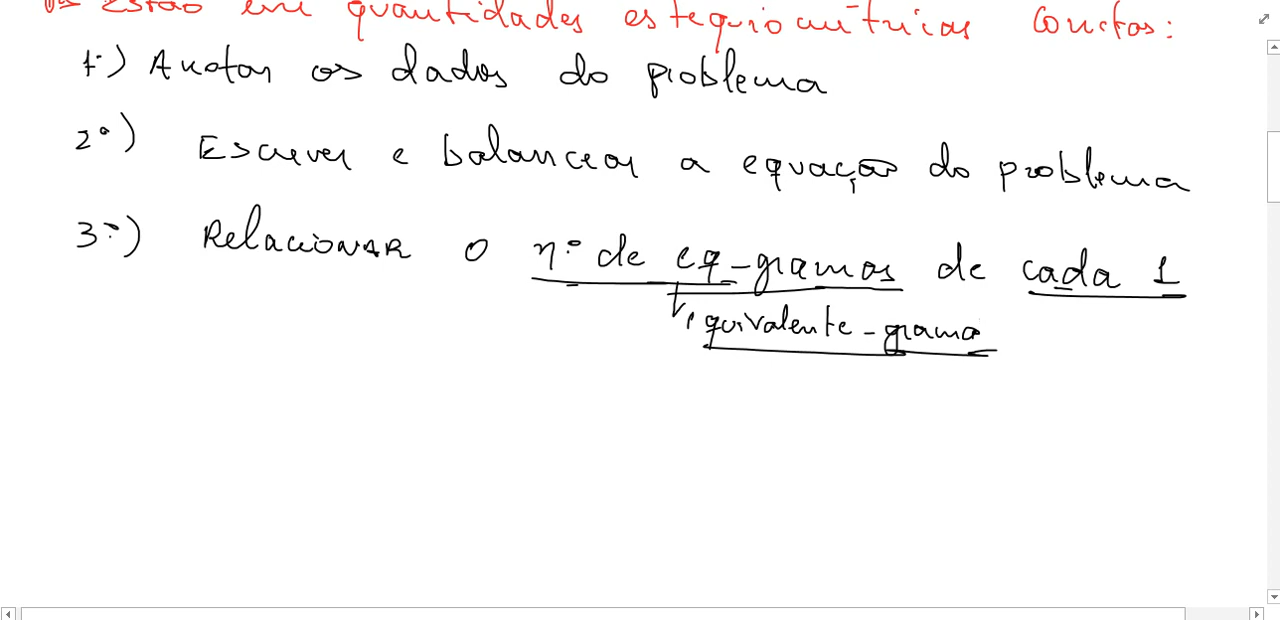 estão em quantidades estequiométricas corretas:
1º) Anotar os dados do problema
2º) Escrever e balancear a equação do problema
3º) Relacionar o nº de eq-gramas de cada 1
equivalente-grama